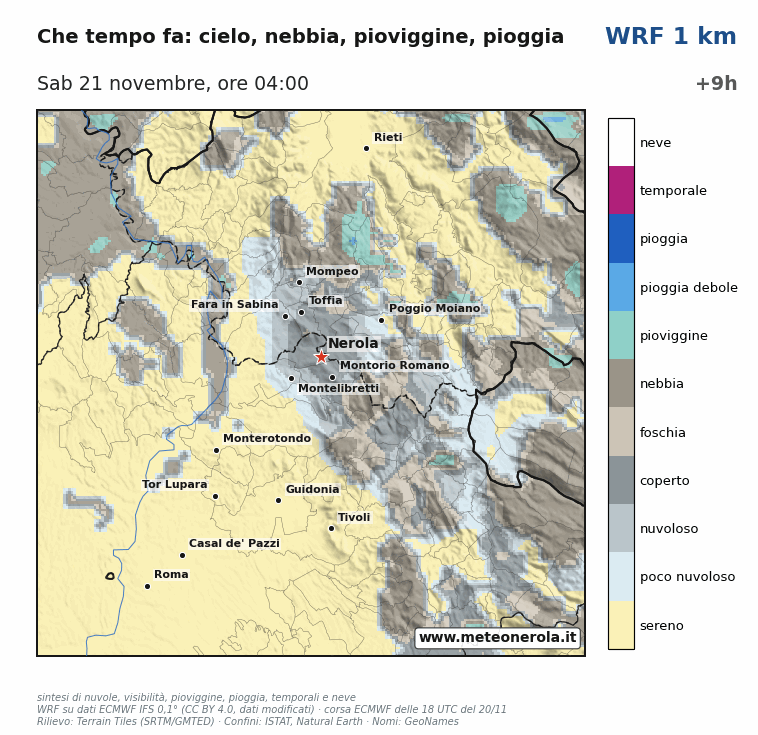 Che tempo fa: cielo, nebbia, pioviggine, pioggia
WRF 1 km
Sab 21 novembre, ore 04:00
+9h
Rieti
Mompeo
Toffia
Fara in Sabina
Poggio Moiano
Nerola
Montorio Romano
Montelibretti
Monterotondo
Tor Lupara
Guidonia
Tivoli
Casal de' Pazzi
Roma
www.meteonerola.it
neve
temporale
pioggia
pioggia debole
pioviggine
nebbia
foschia
coperto
nuvoloso
poco nuvoloso
sereno
sintesi di nuvole, visibilità, pioviggine, pioggia, temporali e neve
WRF su dati ECMWF IFS 0,1° (CC BY 4.0, dati modificati) · corsa ECMWF delle 18 UTC del 20/11
Rilievo: Terrain Tiles (SRTM/GMTED) · Confini: ISTAT, Natural Earth · Nomi: GeoNames